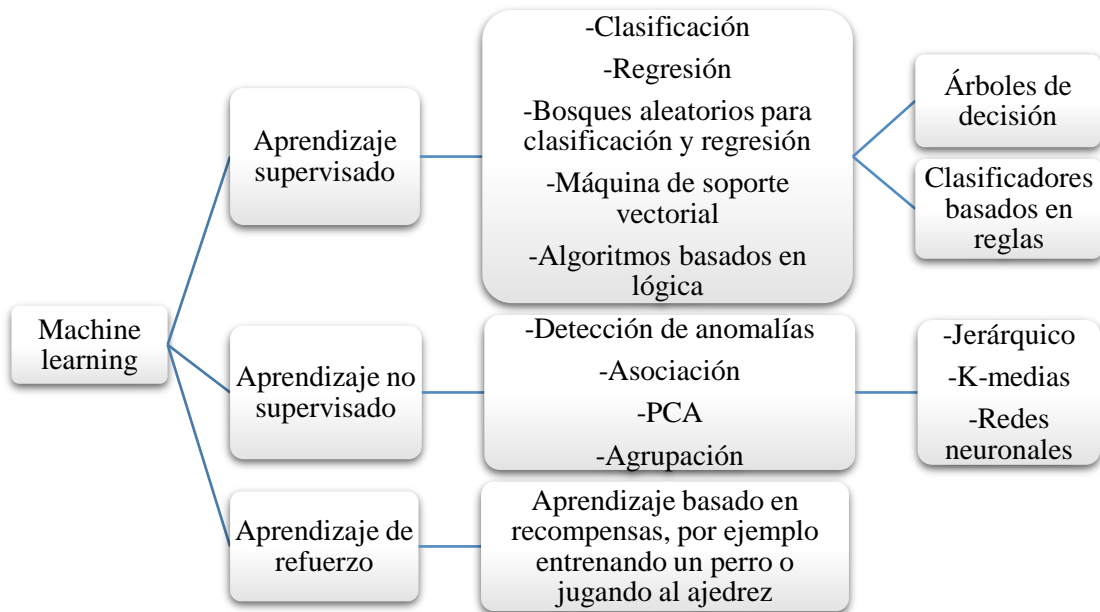 Machine
learning
Aprendizaje
supervisado
-Clasificación
-Regresión
-Bosques aleatorios para
clasificación y regresión
-Máquina de soporte
vectorial
-Algoritmos basados en
lógica
Árboles de
decisión
Clasificadores
basados en
reglas
Aprendizaje no
supervisado
-Detección de anomalías
-Asociación
-PCA
-Agrupación
-Jerárquico
-K-medias
-Redes
neuronales
Aprendizaje de
refuerzo
Aprendizaje basado en
recompensas, por ejemplo
entrenando un perro o
jugando al ajedrez